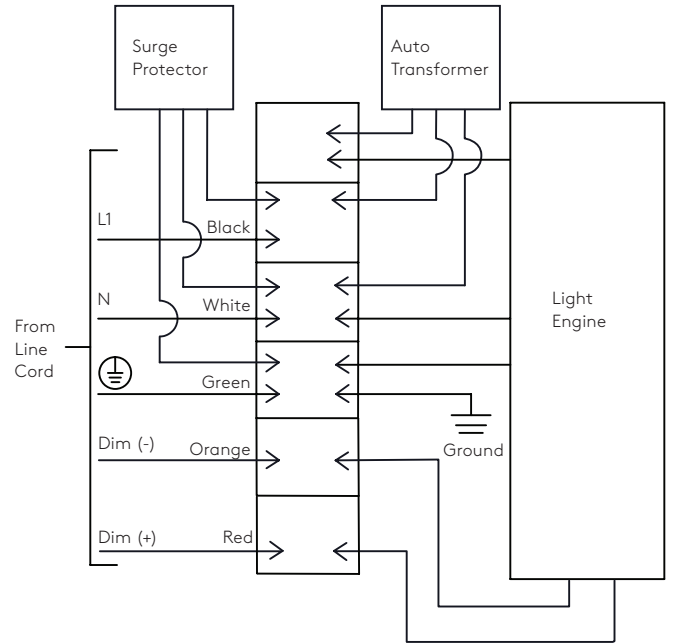 Surge
Protector
Auto
Transformer
L1
Black
N
White
From
Line
Cord
Light
Engine
Green
Ground
Dim (-)
Orange
Dim (+)
Red